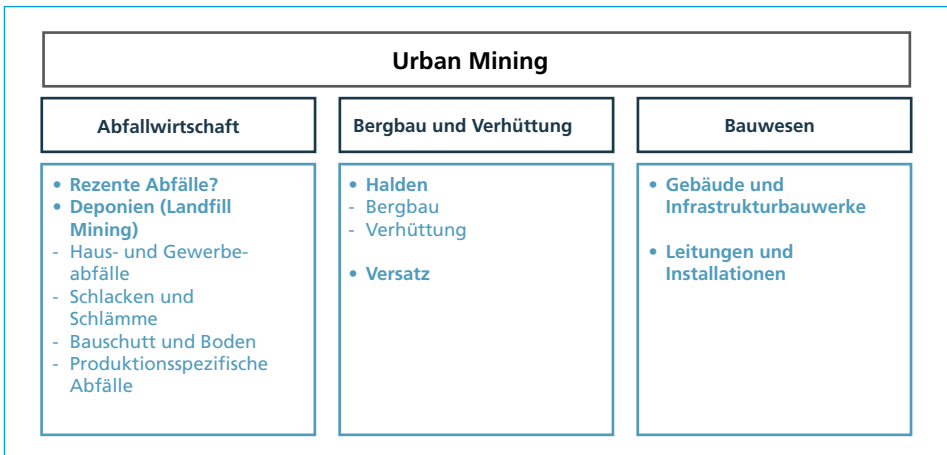 Urban Mining
Abfallwirtschaft
• Rezente Abfälle?
• Deponien (Landfill
Mining)
- Haus- und Gewerbe-
abfälle
- Schlacken und
Schlämme
- Bauschutt und Boden
- Produktionsspezifische
Abfälle
Bergbau und Verhüttung
• Halden
- Bergbau
- Verhüttung
• Versatz
Bauwesen
• Gebäude und
Infrastrukturbauwerke
• Leitungen und
Installationen